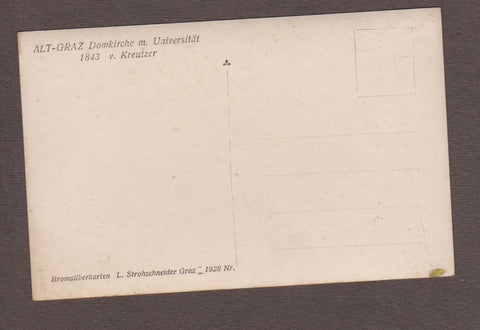 ALT-GRAZ Domkirche m. Universität
1843 v. Kreutzer
Bromsilberkarten L. Strohschneider Graz 1928 Nr.